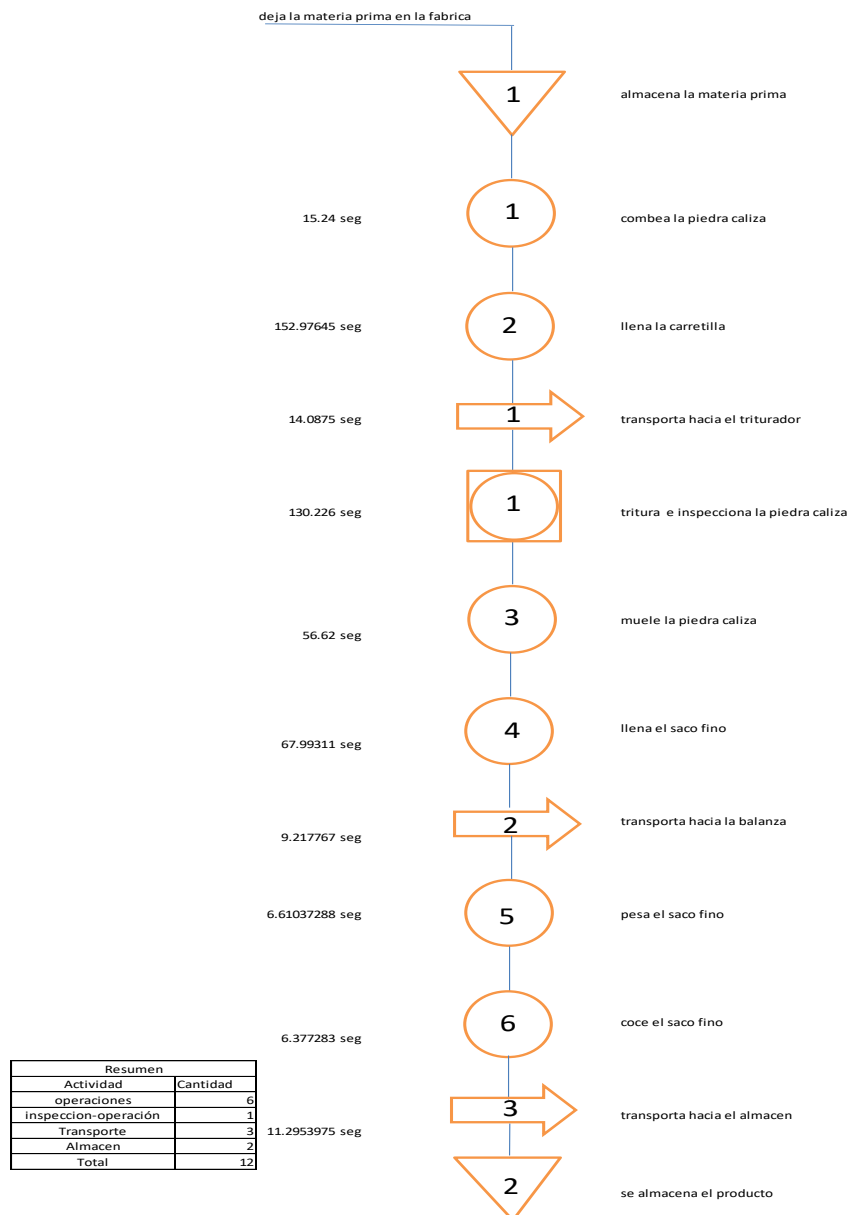 deja la materia prima en la fabrica
1 almacena la materia prima
15.24 seg 1 combea la piedra caliza
152.97645 seg 2 llena la carretilla
14.0875 seg 1 transporta hacia el triturador
130.226 seg 1 tritura e inspecciona la piedra caliza
56.62 seg 3 muele la piedra caliza
67.99311 seg 4 llena el saco fino
9.217767 seg 2 transporta hacia la balanza
6.61037288 seg 5 pesa el saco fino
6.377283 seg 6 coce el saco fino
11.2953975 seg 3 transporta hacia el almacen
2 se almacena el producto
Resumen
Actividad Cantidad
operaciones 6
inspeccion-operación 1
Transporte 3
Almacen 2
Total 12